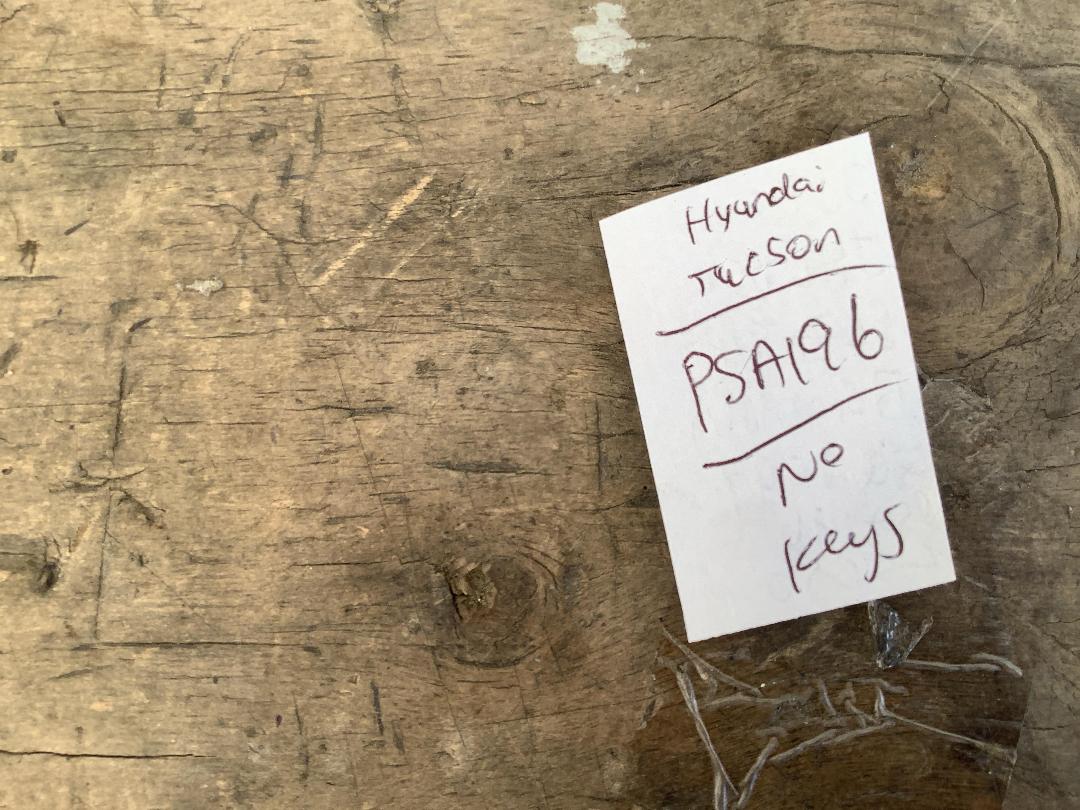 Hyundai
Tucson
PSA196
No
keys